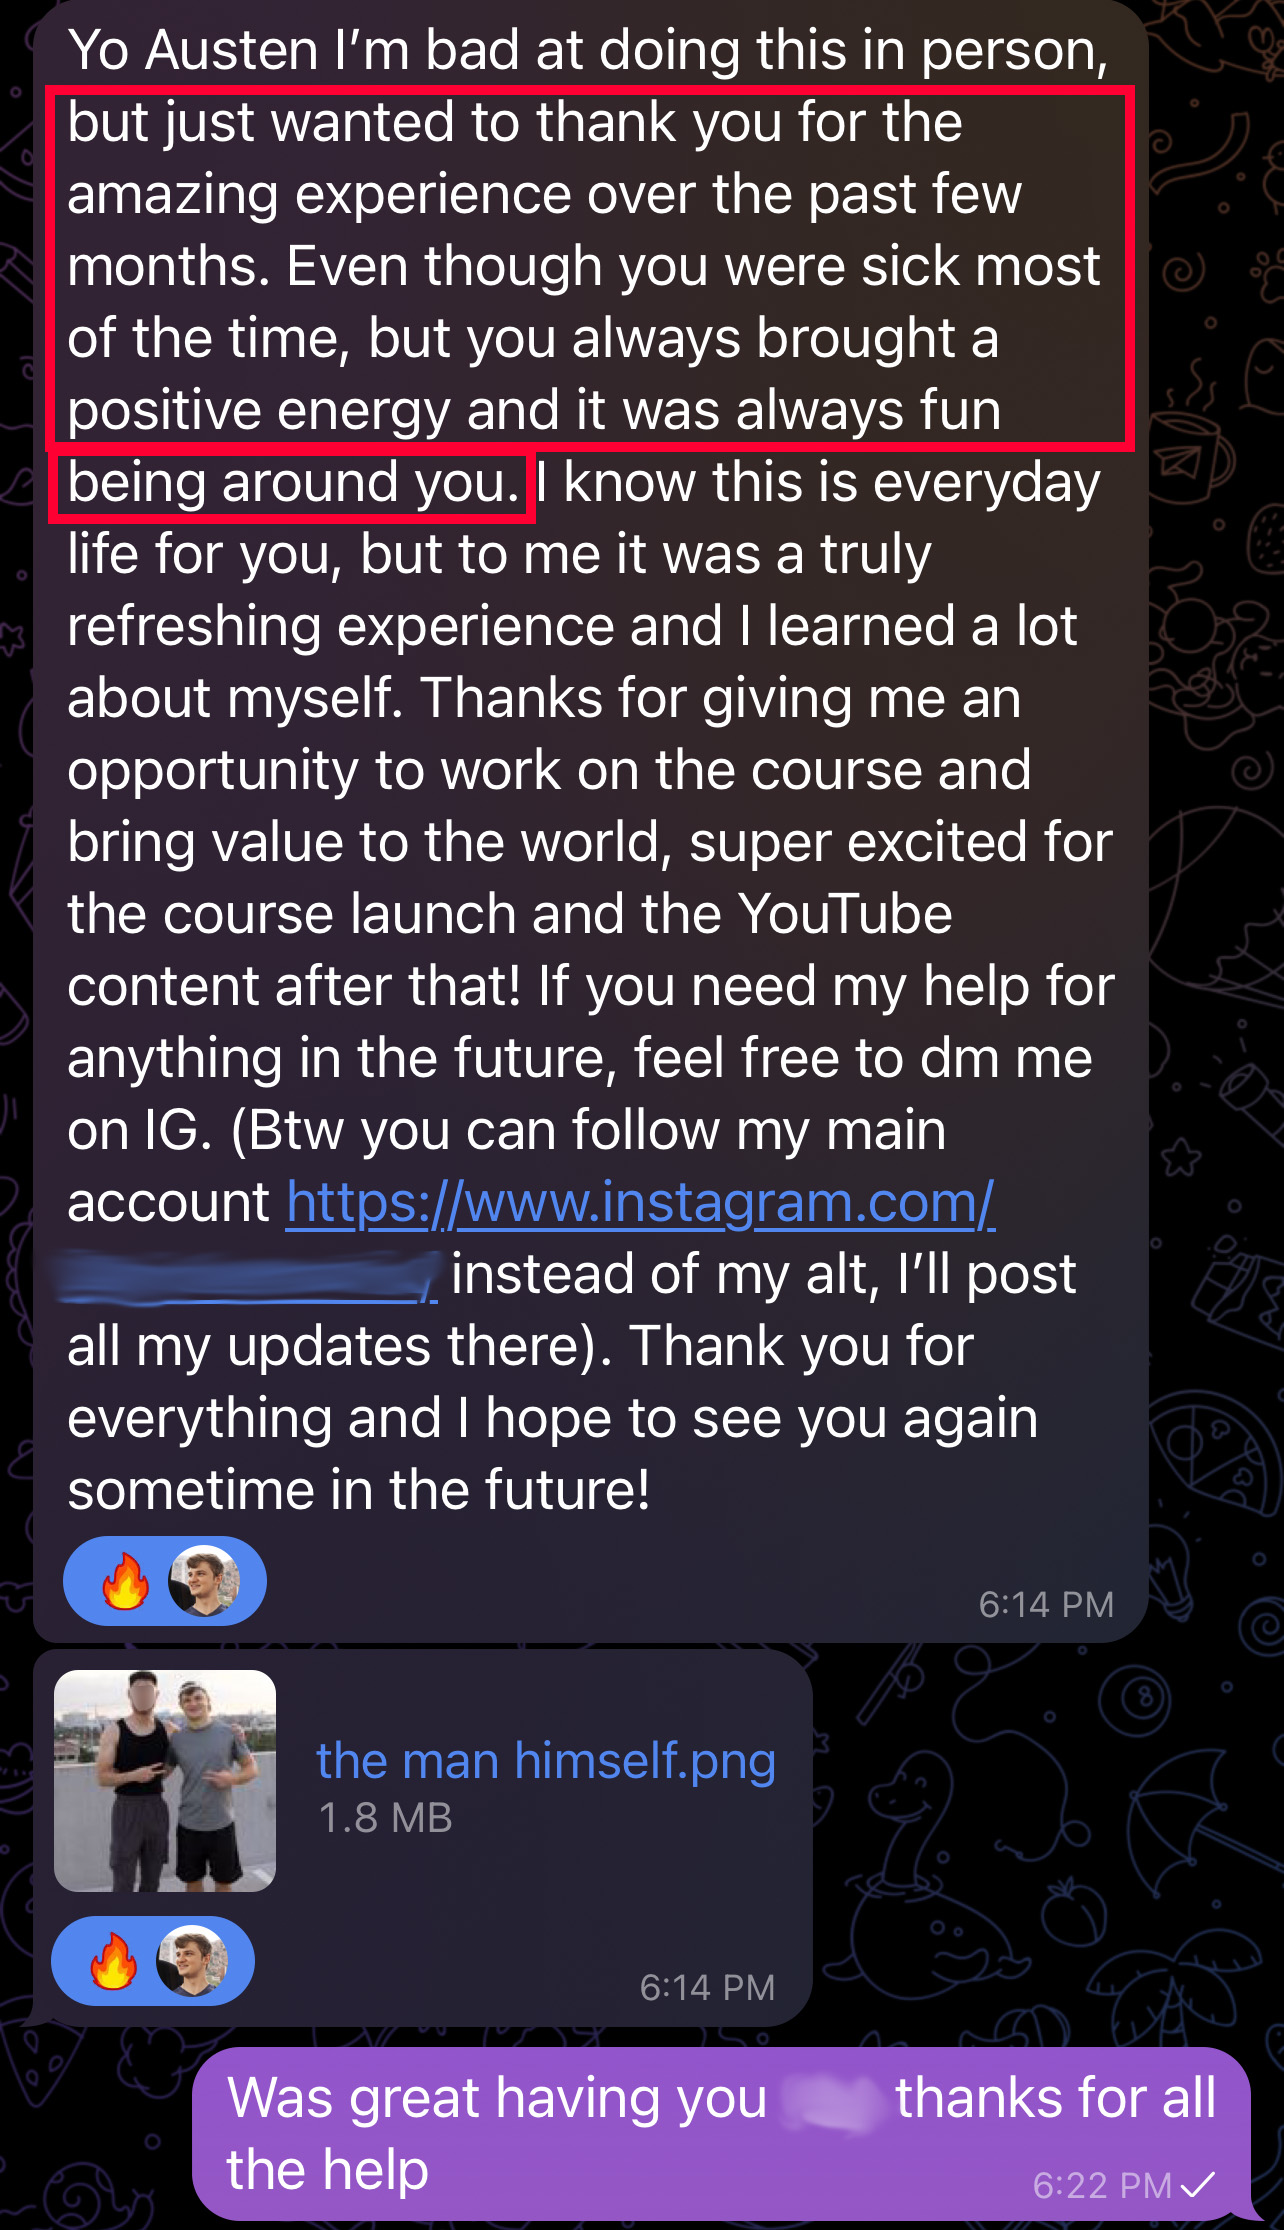 Yo Austen I’m bad at doing this in person,
but just wanted to thank you for the
amazing experience over the past few
months. Even though you were sick most
of the time, but you always brought a
positive energy and it was always fun
being around you. I know this is everyday
life for you, but to me it was a truly
refreshing experience and I learned a lot
about myself. Thanks for giving me an
opportunity to work on the course and
bring value to the world, super excited for
the course launch and the YouTube
content after that! If you need my help for
anything in the future, feel free to dm me
on IG. (Btw you can follow my main
account https://www.instagram.com/
/ instead of my alt, I’ll post
all my updates there). Thank you for
everything and I hope to see you again
sometime in the future!
6:14 PM
the man himself.png
1.8 MB
6:14 PM
Was great having you thanks for all
the help
6:22 PM
8